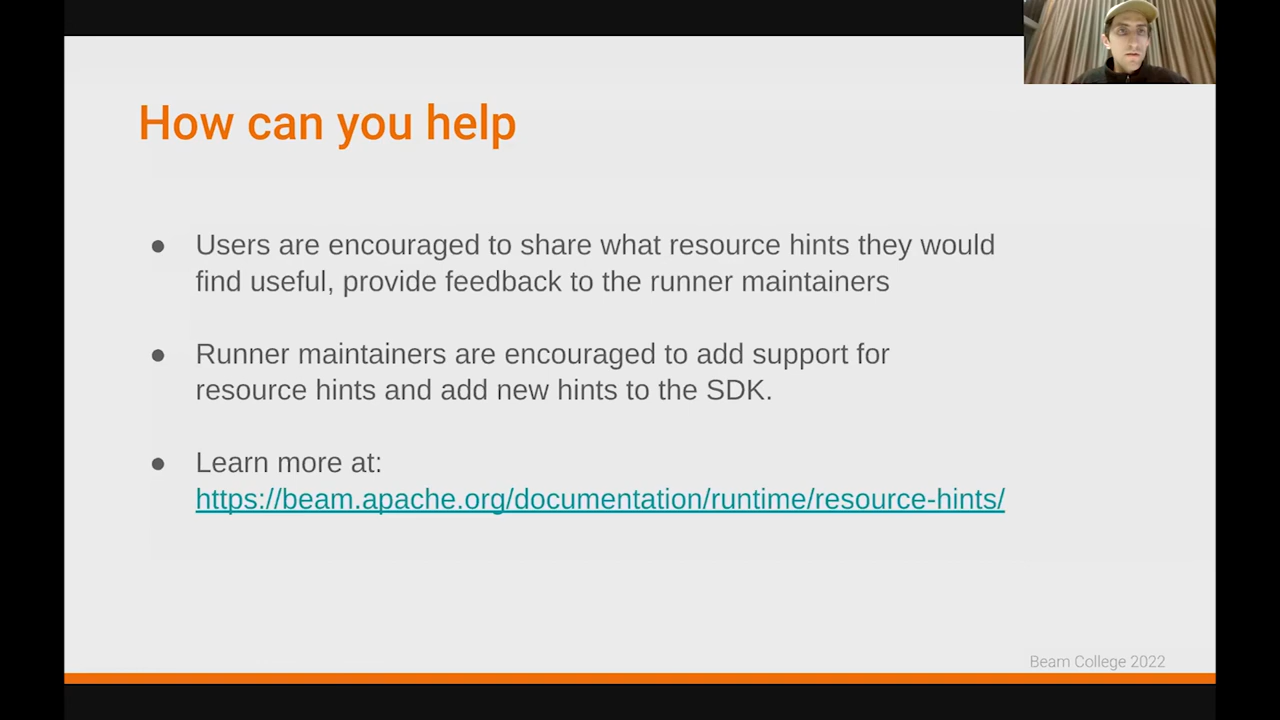 How can you help
● Users are encouraged to share what resource hints they would
find useful, provide feedback to the runner maintainers
● Runner maintainers are encouraged to add support for
resource hints and add new hints to the SDK.
● Learn more at:
https://beam.apache.org/documentation/runtime/resource-hints/
Beam College 2022